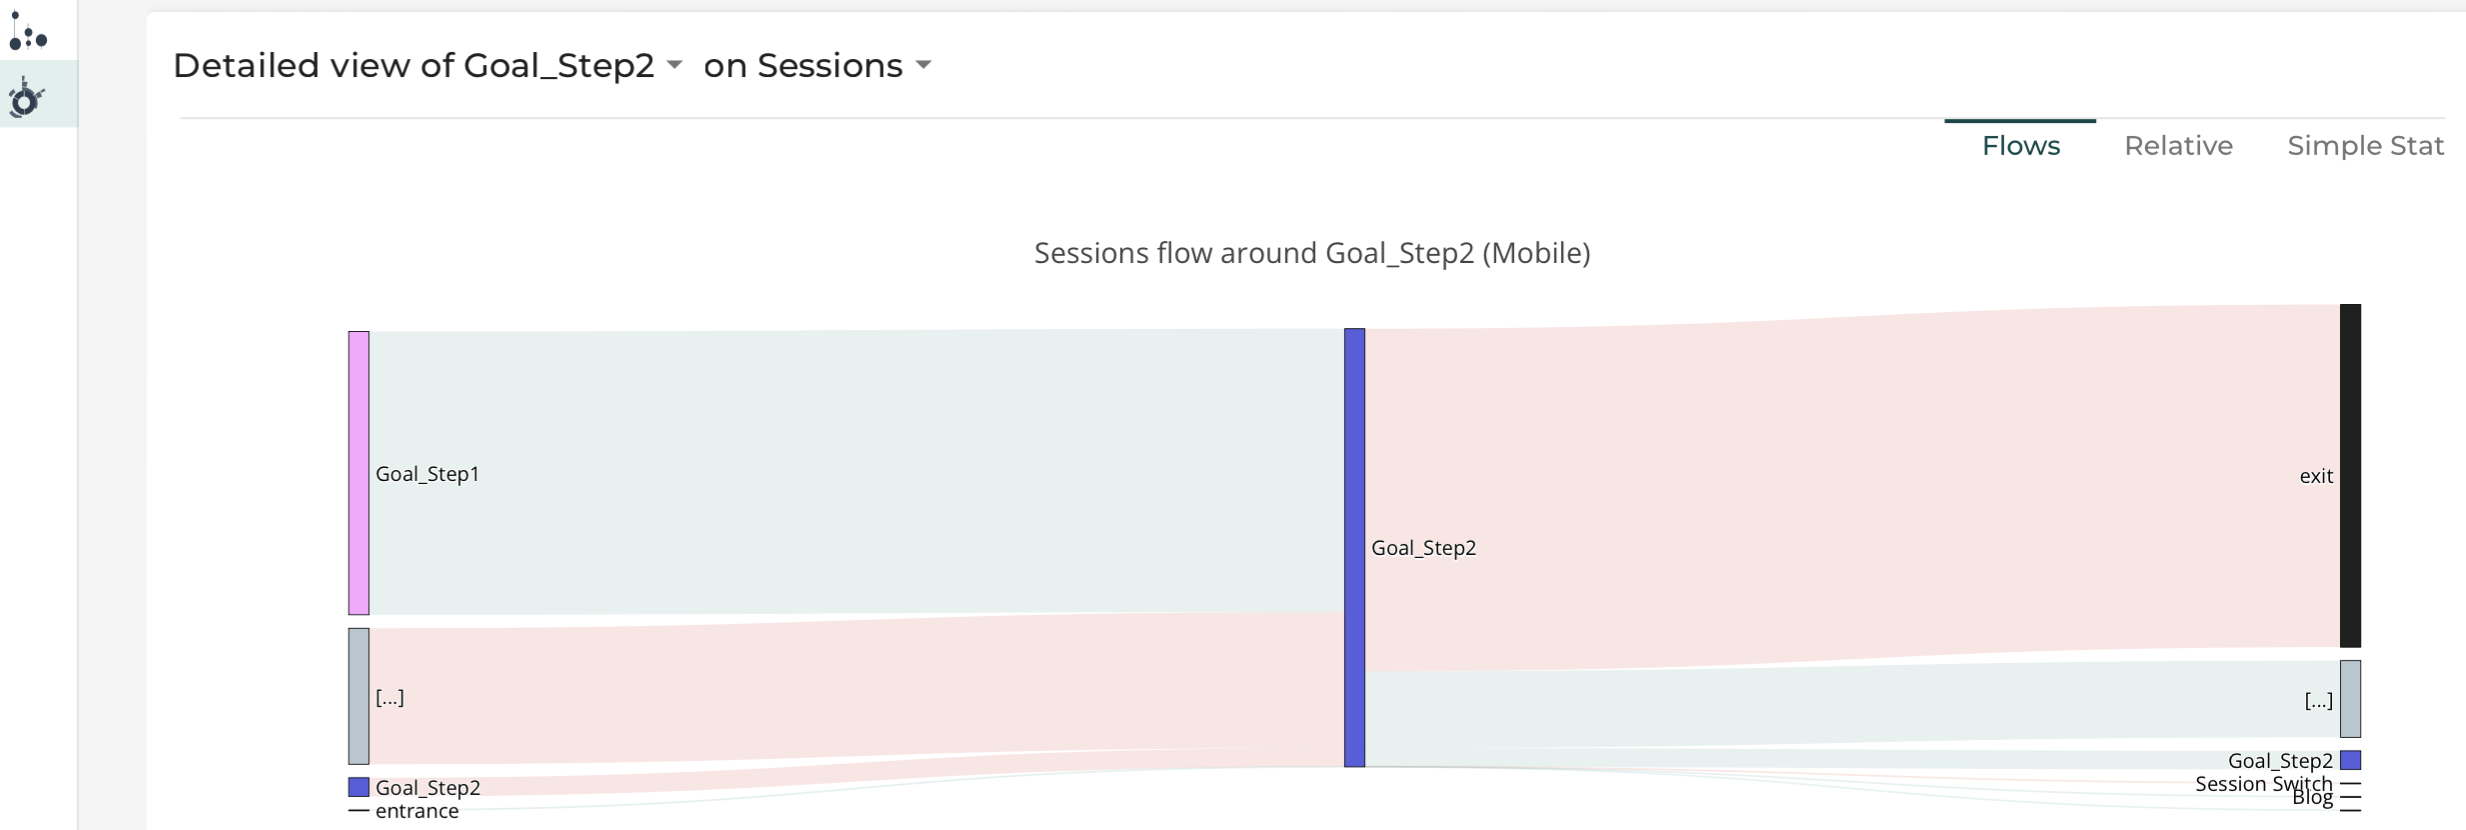 Detailed view of Goal_Step2 on Sessions
Flows Relative Simple Stat
Sessions flow around Goal_Step2 (Mobile)
Goal_Step1
[...]
Goal_Step2
entrance
Goal_Step2
exit
[...]
Goal_Step2
Session Switch
Blog